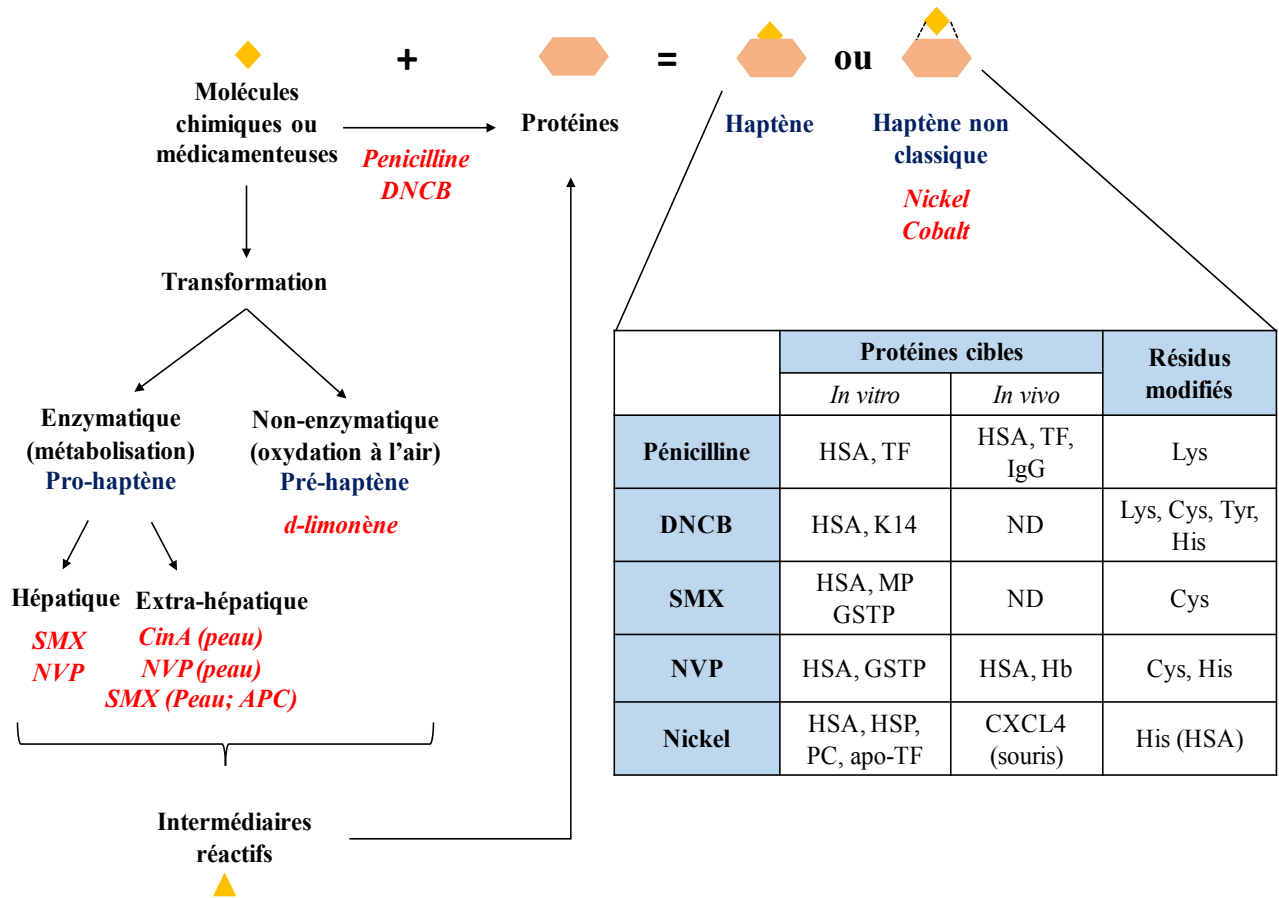 +
=
ou
Molécules
chimiques ou
médicamenteuses
Penicilline
DNCB
Protéines
Haptène
Haptène non
classique
Nickel
Cobalt
Transformation
Enzymatique
(métabolisation)
Pro-haptène
Non-enzymatique
(oxydation à l'air)
Pré-haptène
d-limonène
Hépatique
SMX
NVP
Extra-hépatique
CinA (peau)
NVP (peau)
SMX (Peau; APC)
Intermédiaires
réactifs
Protéines cibles
Résidus
modifiés
In vitro
In vivo
Pénicilline
HSA, TF
HSA, TF,
IgG
Lys
DNCB
HSA, K14
ND
Lys, Cys, Tyr,
His
SMX
HSA, MP
GSTP
ND
Cys
NVP
HSA, GSTP
HSA, Hb
Cys, His
Nickel
HSA, HSP,
PC, apo-TF
CXCL4
(souris)
His (HSA)